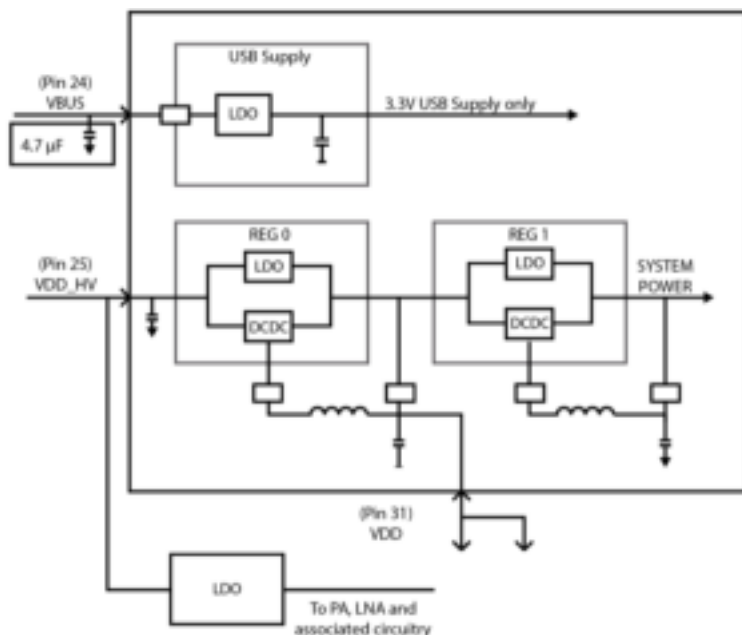 USB Supply
(Pin 24)
VBUS
LDO
3.3V USB Supply only
4.7 µF
REG 0
REG 1
(Pin 25)
VDD_HV
LDO
LDO
SYSTEM
POWER
DCDC
DCDC
(Pin 31)
VDD
LDO
To PA, LNA and
associated circuitry